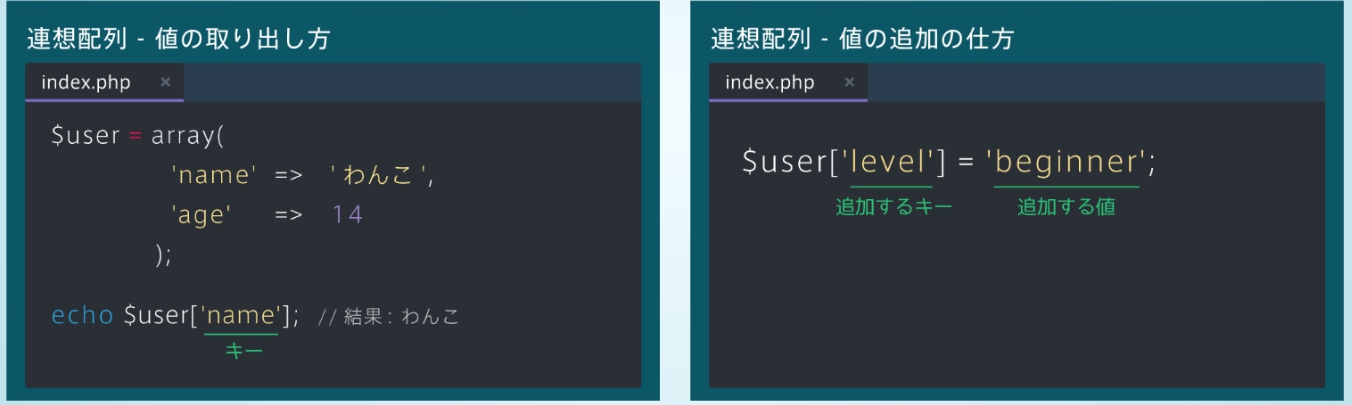 連想配列 - 値の取り出し方
index.php ×
$user = array(
'name' => 'わんこ',
'age' => 14
);
echo $user['name']; // 結果 : わんこ
キー
連想配列 - 値の追加の仕方
index.php ×
$user['level'] = 'beginner';
追加するキー 追加する値